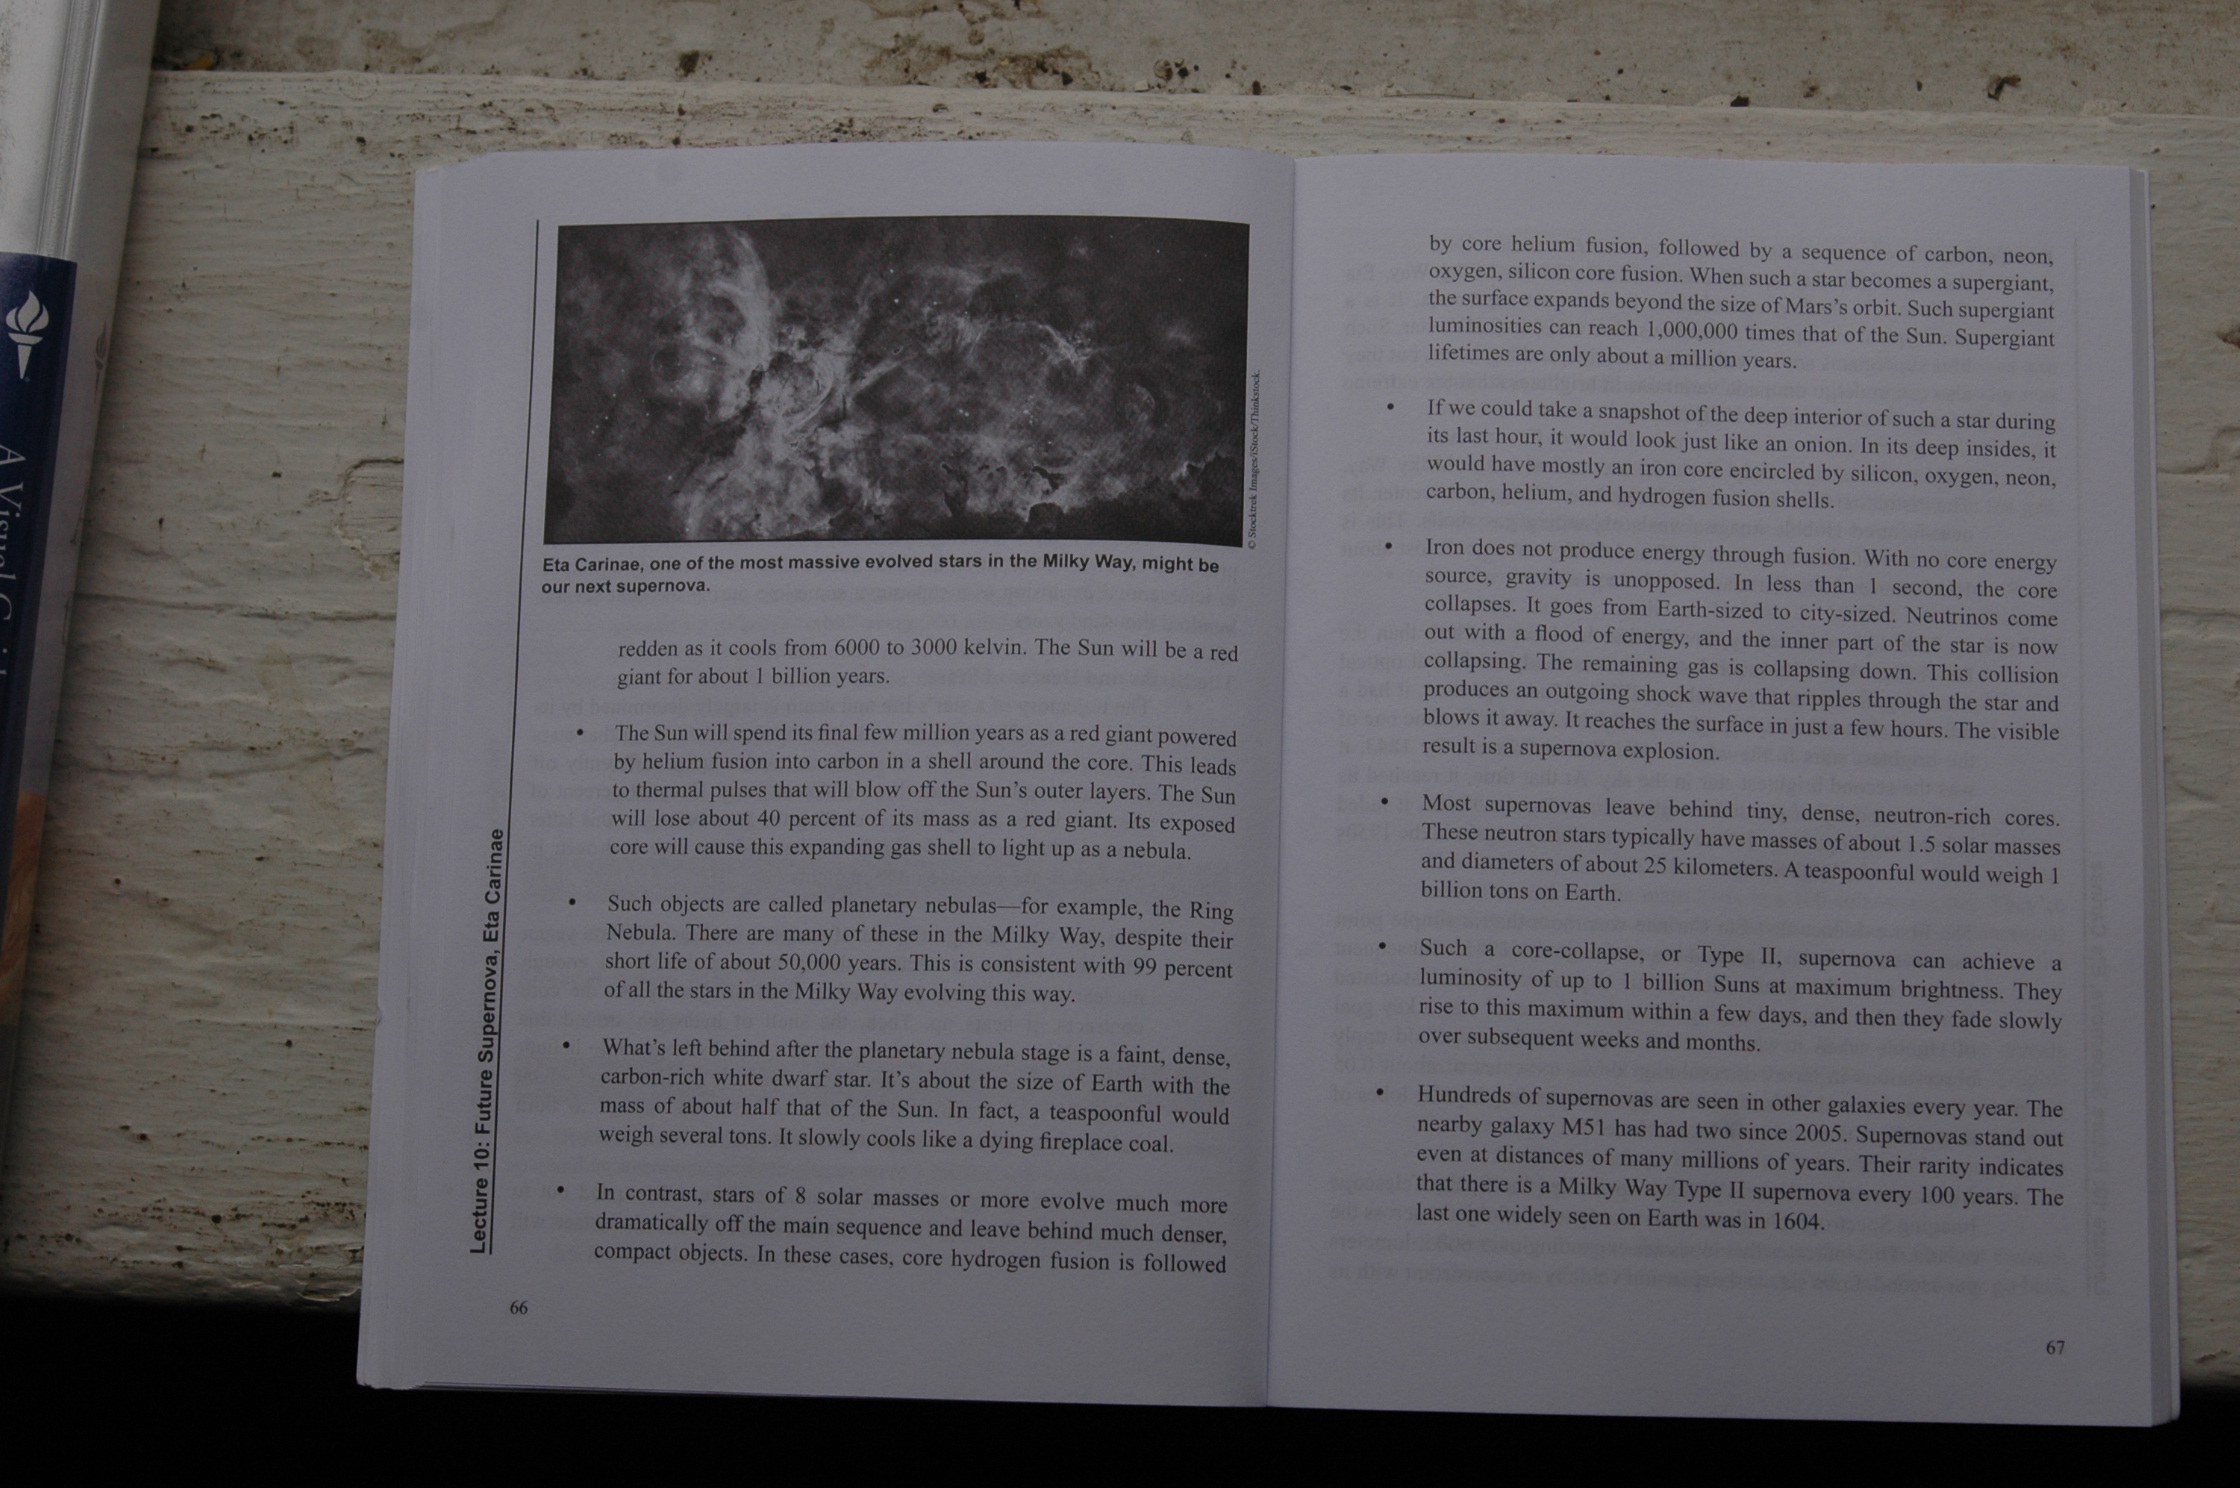 A Visual G
Lecture 10: Future Supernova, Eta Carinae
© Stocktrek Images/iStock/Thinkstock.
Eta Carinae, one of the most massive evolved stars in the Milky Way, might be
our next supernova.
redden as it cools from 6000 to 3000 kelvin. The Sun will be a red
giant for about 1 billion years.
• The Sun will spend its final few million years as a red giant powered
by helium fusion into carbon in a shell around the core. This leads
to thermal pulses that will blow off the Sun's outer layers. The Sun
will lose about 40 percent of its mass as a red giant. Its exposed
core will cause this expanding gas shell to light up as a nebula.
• Such objects are called planetary nebulas—for example, the Ring
Nebula. There are many of these in the Milky Way, despite their
short life of about 50,000 years. This is consistent with 99 percent
of all the stars in the Milky Way evolving this way.
• What's left behind after the planetary nebula stage is a faint, dense,
carbon-rich white dwarf star. It's about the size of Earth with the
mass of about half that of the Sun. In fact, a teaspoonful would
weigh several tons. It slowly cools like a dying fireplace coal.
• In contrast, stars of 8 solar masses or more evolve much more
dramatically off the main sequence and leave behind much denser,
compact objects. In these cases, core hydrogen fusion is followed
66
by core helium fusion, followed by a sequence of carbon, neon,
oxygen, silicon core fusion. When such a star becomes a supergiant,
the surface expands beyond the size of Mars's orbit. Such supergiant
luminosities can reach 1,000,000 times that of the Sun. Supergiant
lifetimes are only about a million years.
• If we could take a snapshot of the deep interior of such a star during
its last hour, it would look just like an onion. In its deep insides, it
would have mostly an iron core encircled by silicon, oxygen, neon,
carbon, helium, and hydrogen fusion shells.
• Iron does not produce energy through fusion. With no core energy
source, gravity is unopposed. In less than 1 second, the core
collapses. It goes from Earth-sized to city-sized. Neutrinos come
out with a flood of energy, and the inner part of the star is now
collapsing. The remaining gas is collapsing down. This collision
produces an outgoing shock wave that ripples through the star and
blows it away. It reaches the surface in just a few hours. The visible
result is a supernova explosion.
• Most supernovas leave behind tiny, dense, neutron-rich cores.
These neutron stars typically have masses of about 1.5 solar masses
and diameters of about 25 kilometers. A teaspoonful would weigh 1
billion tons on Earth.
• Such a core-collapse, or Type II, supernova can achieve a
luminosity of up to 1 billion Suns at maximum brightness. They
rise to this maximum within a few days, and then they fade slowly
over subsequent weeks and months.
• Hundreds of supernovas are seen in other galaxies every year. The
nearby galaxy M51 has had two since 2005. Supernovas stand out
even at distances of many millions of years. Their rarity indicates
that there is a Milky Way Type II supernova every 100 years. The
last one widely seen on Earth was in 1604.
67